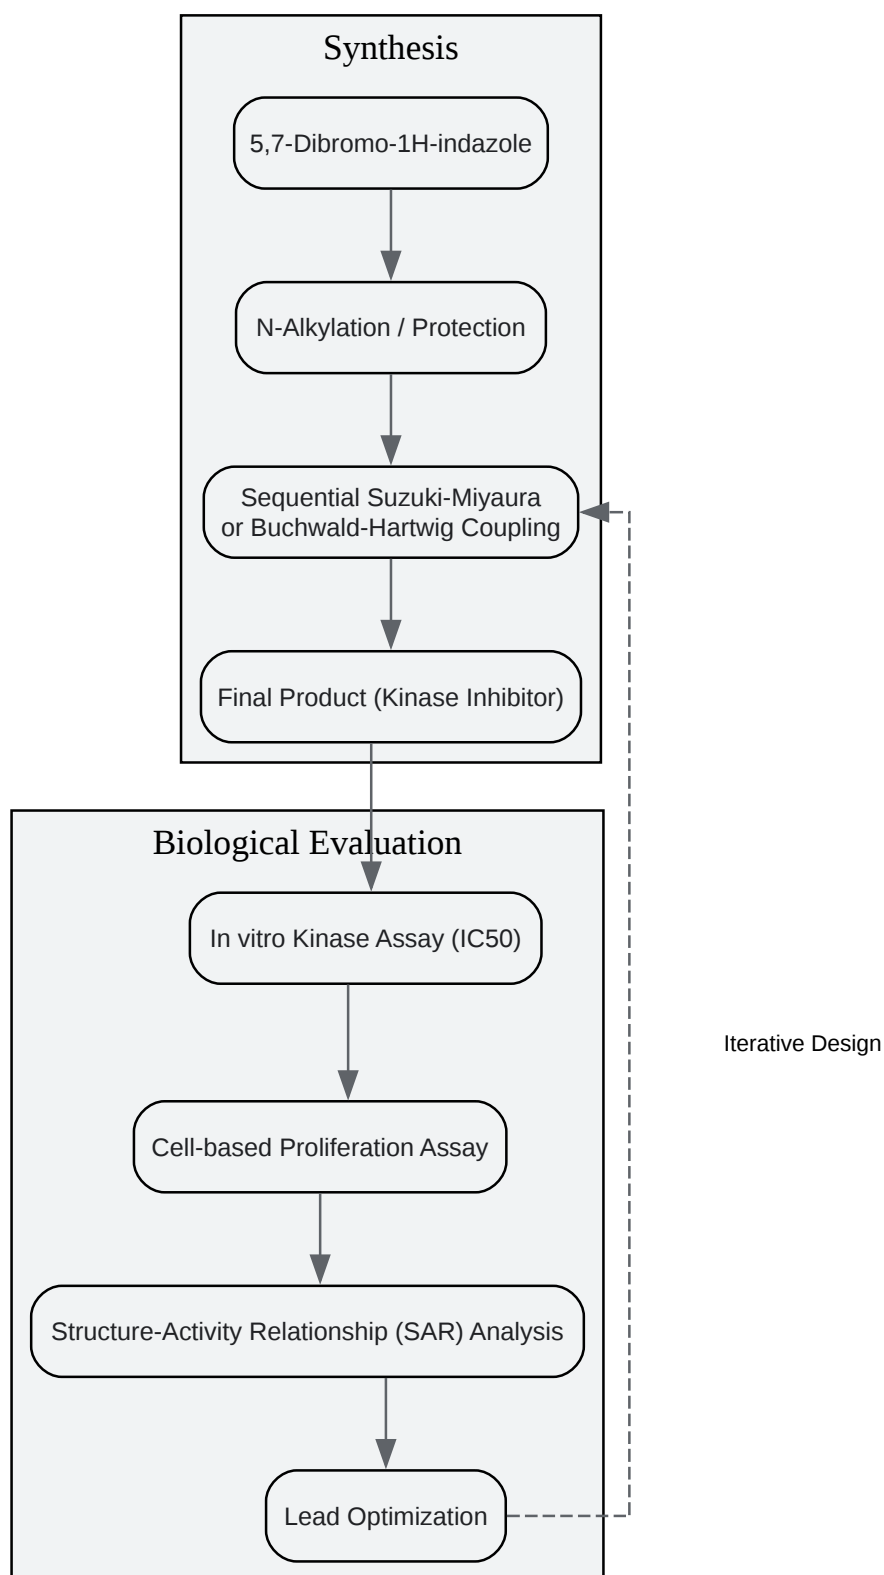 Synthesis
5,7-Dibromo-1H-indazole
N-Alkylation / Protection
Sequential Suzuki-Miyaura
or Buchwald-Hartwig Coupling
Final Product (Kinase Inhibitor)
Biological Evaluation
In vitro Kinase Assay (IC50)
Iterative Design
Cell-based Proliferation Assay
Structure-Activity Relationship (SAR) Analysis
Lead Optimization